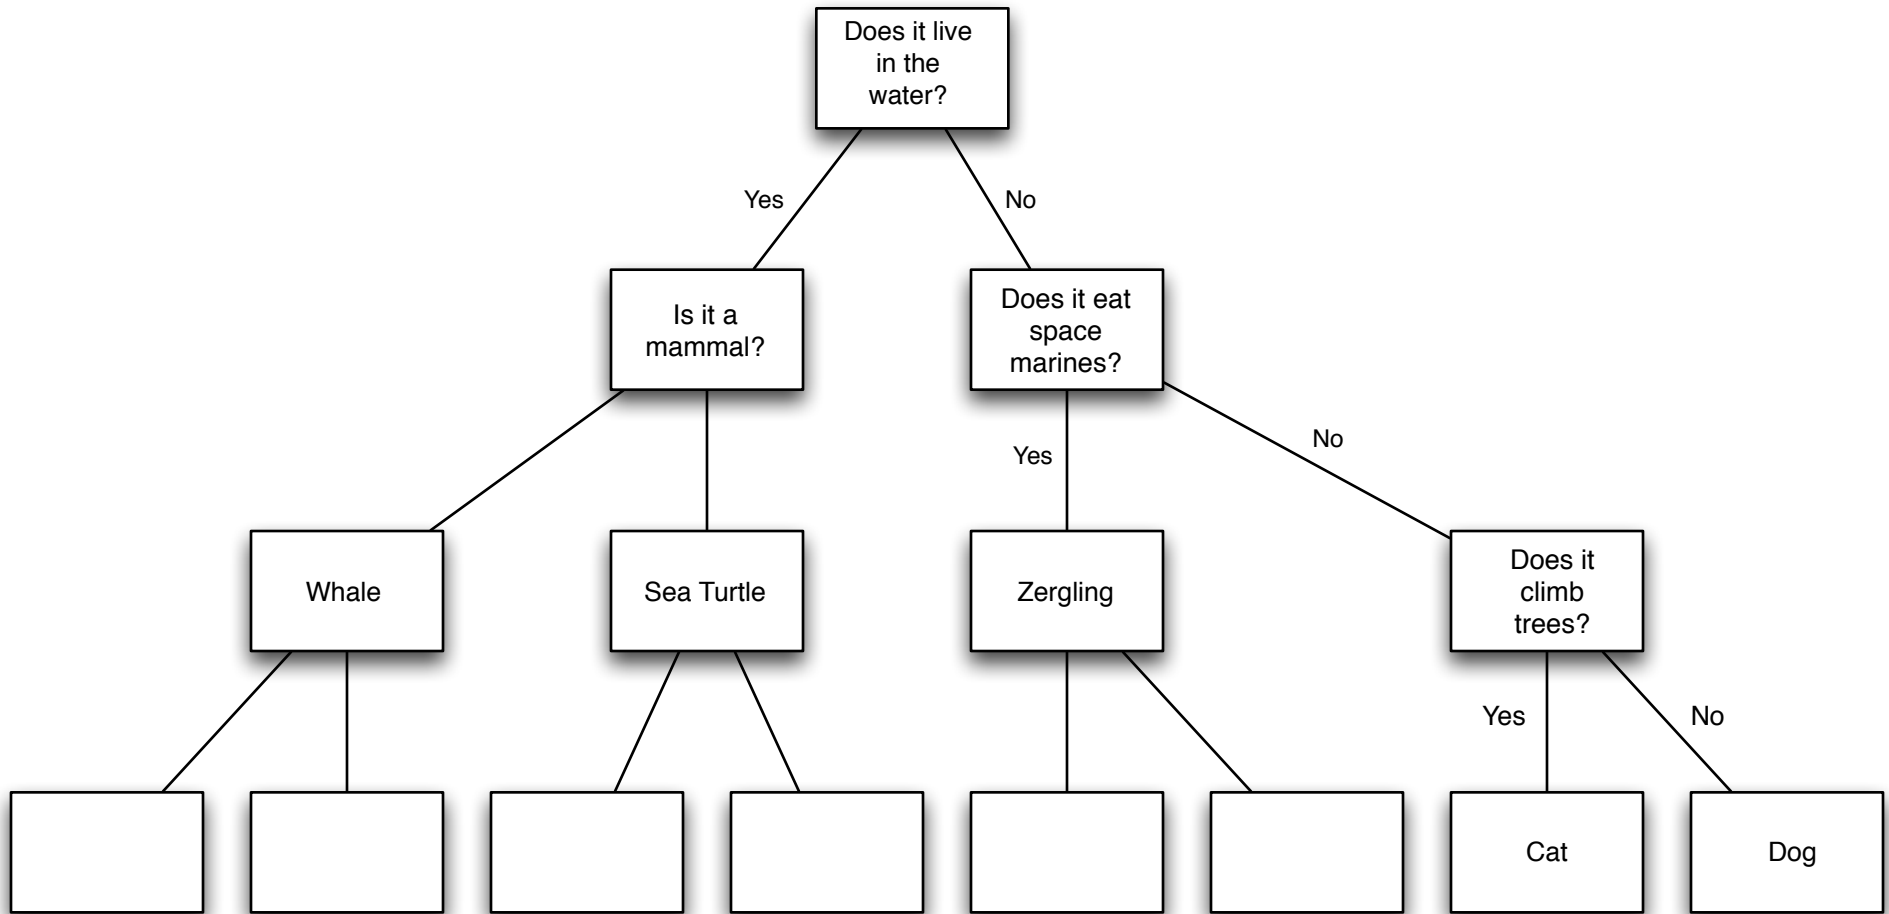 Does it live
in the
water?
Yes
No
Is it a
mammal?
Does it eat
space
marines?
Yes
No
Whale
Sea Turtle
Zergling
Does it
climb
trees?
Yes
No
Cat
Dog